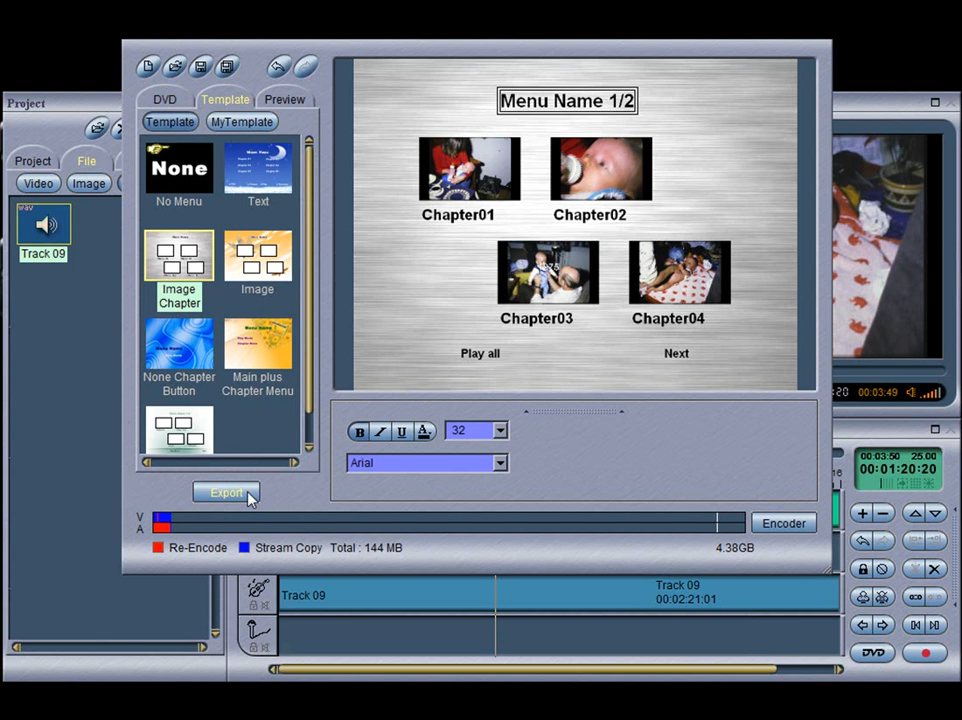 Project
DVD
Template
Preview
Template
MyTemplate
None
No Menu
Text
Image
Chapter
Image
None Chapter
Button
Main plus
Chapter Menu
Export
Menu Name 1/2
Chapter01
Chapter02
Chapter03
Chapter04
Play all
Next
B
I
U
A
32
Arial
V
A
Encoder
Re-Encode
Stream Copy
Total : 144 MB
4.38GB
Project
File
Video
Image
wav
Track 09
:20
00:03:49
00:03:50
25.00
00:01:20:20
Track 09
Track 09
00:02:21:01
DVD